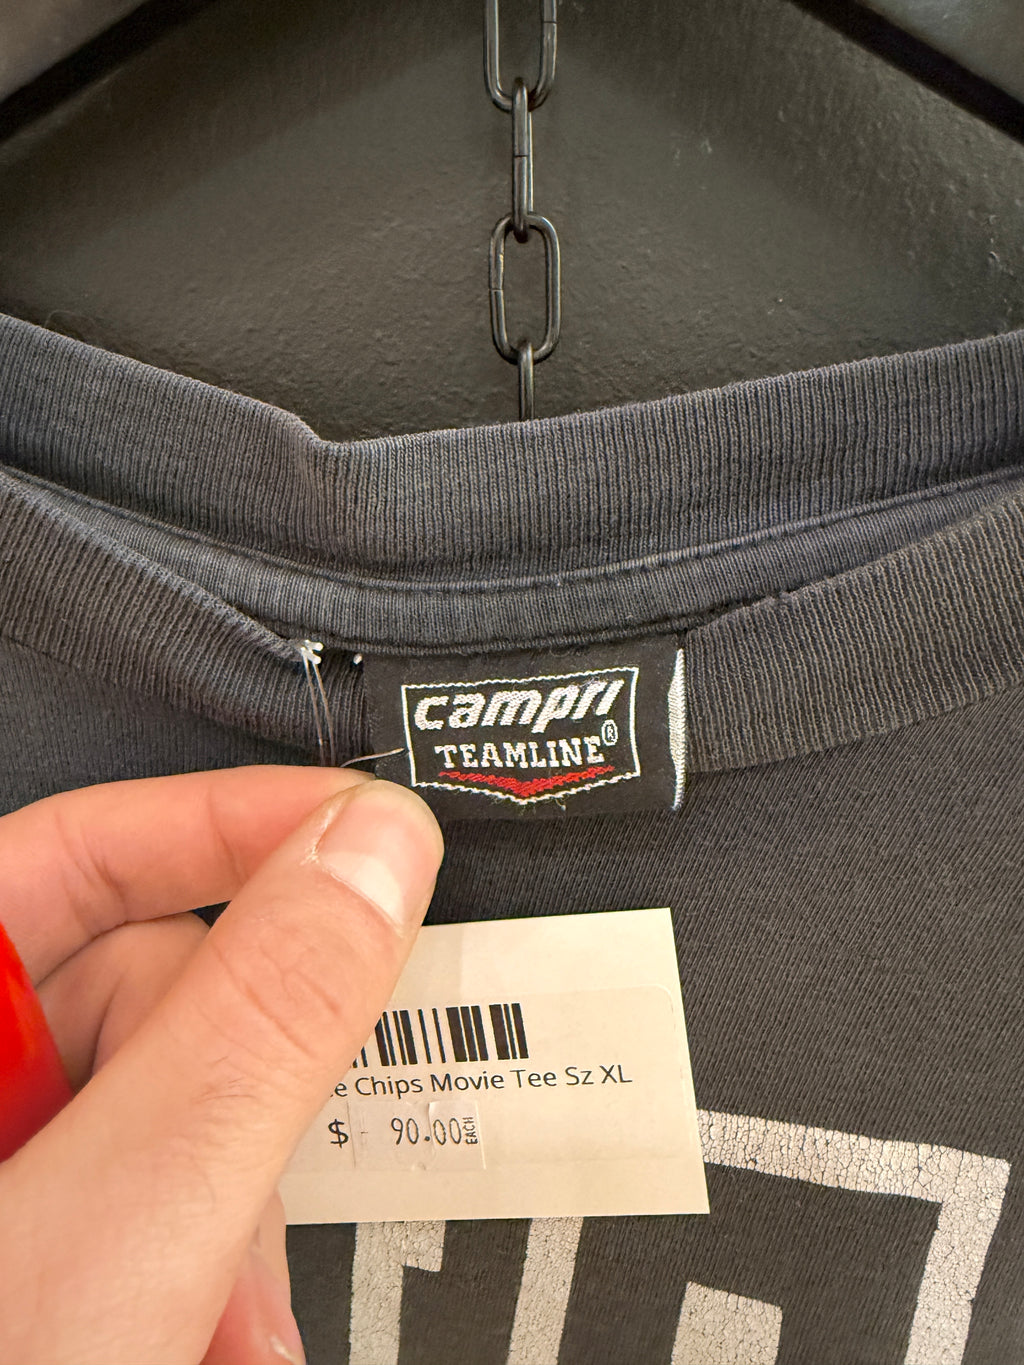 campri
TEAMLINE®
Chips Movie Tee Sz XL
$ 90.00 EACH